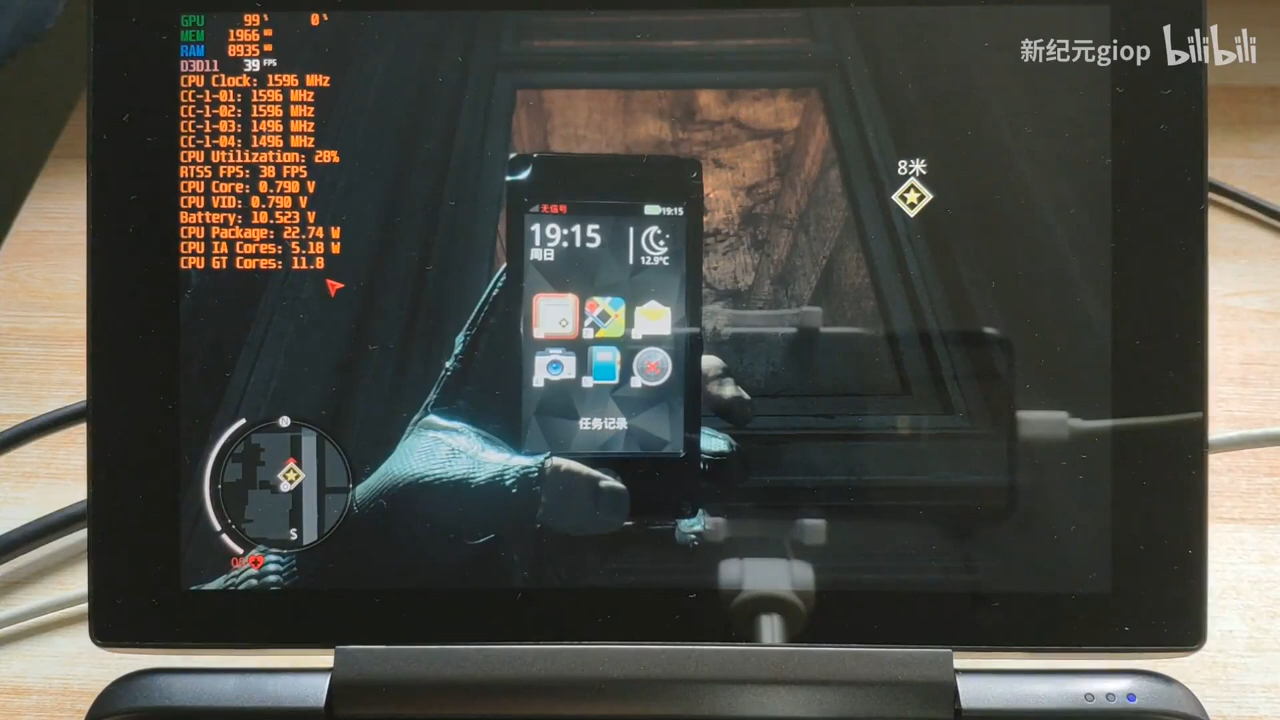 新纪元giop bilibili
GPU 99% 0%
MEM 1966 MB
RAM 8935 MB
D3D11 39 FPS
CPU Clock: 1596 MHz
CC-1-01: 1596 MHz
CC-1-02: 1596 MHz
CC-1-03: 1496 MHz
CC-1-04: 1496 MHz
CPU Utilization: 28%
RTSS FPS: 38 FPS
CPU Core: 0.790 V
CPU VID: 0.790 V
Battery: 10.523 V
CPU Package: 22.74 W
CPU IA Cores: 5.18 W
CPU GT Cores: 11.8
8米
无信号 19:15
19:15
周日
12.9°C
任务记录
N
S